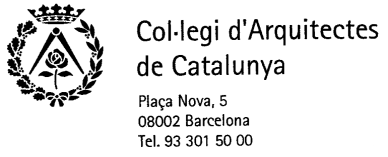 Col·legi d'Arquitectes
de Catalunya
Plaça Nova, 5
08002 Barcelona
Tel. 93 301 50 00